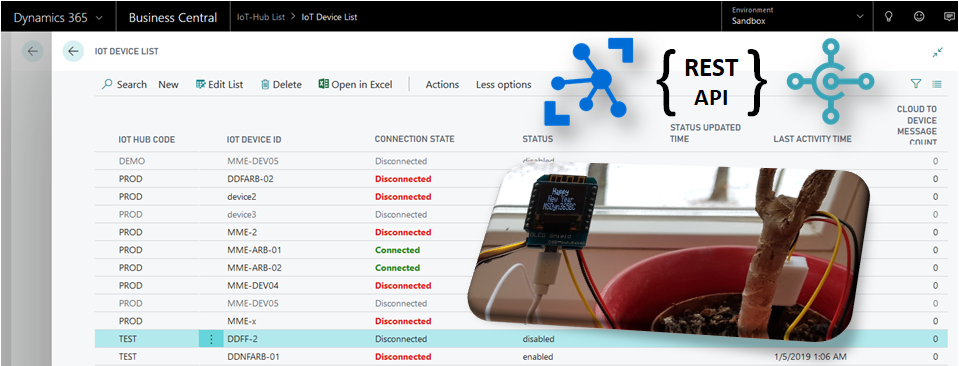 Dynamics 365 Business Central IoT-Hub List > IoT Device List Environment
Sandbox
IOT DEVICE LIST
Search New Edit List Delete Open in Excel Actions Less options
{ REST
API }
IOT HUB CODE IOT DEVICE ID CONNECTION STATE STATUS STATUS UPDATED
TIME LAST ACTIVITY TIME CLOUD TO
DEVICE
MESSAGE
COUNT
DEMO MME-DEV05 Disconnected disabled 0
PROD DDFARB-02 Disconnected 0
PROD device2 Disconnected 0
PROD device3 Disconnected 0
PROD MME-2 Disconnected 0
PROD MME-ARB-01 Connected 0
PROD MME-ARB-02 Connected 0
PROD MME-DEV04 Disconnected 0
PROD MME-DEV05 Disconnected 0
PROD MME-x Disconnected 0
TEST DDFF-2 Disconnected disabled 0
TEST DDNFARB-01 Disconnected enabled 1/5/2019 1:06 AM 0
Happy
New Year
MSDyn365BC
OLED Shield